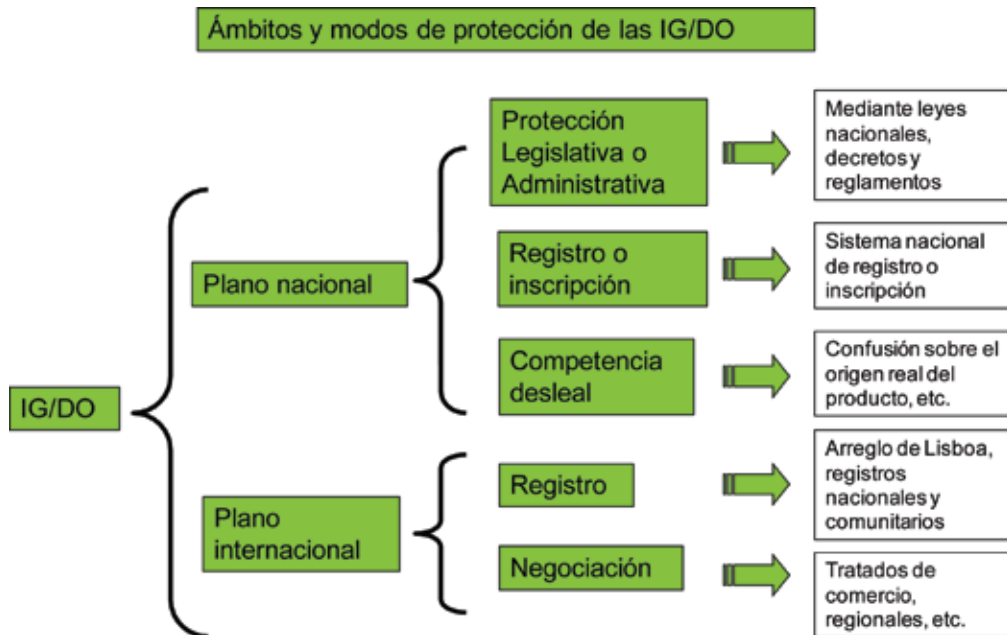 Ámbitos y modos de protección de las IG/DO
IG/DO
Plano nacional
Protección
Legislativa o
Administrativa
Mediante leyes
nacionales,
decretos y
reglamentos
Registro o
inscripción
Sistema nacional
de registro o
inscripción
Competencia
desleal
Confusión sobre el
origen real del
producto, etc.
Plano
internacional
Registro
Arreglo de Lisboa,
registros
nacionales y
comunitarios
Negociación
Tratados de
comercio,
regionales, etc.